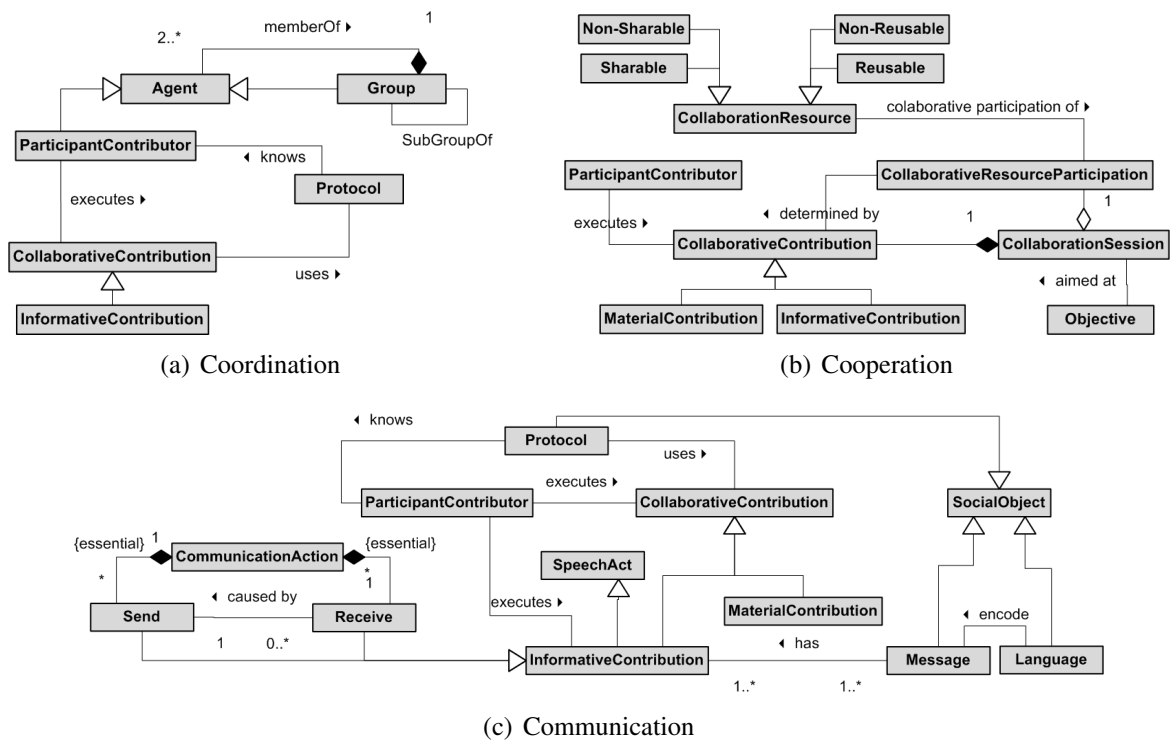 memberOf ▸
1
2..*
Agent
Group
SubGroupOf
ParticipantContributor
◂ knows
Protocol
executes ▸
CollaborativeContribution
uses ▸
InformativeContribution
(a) Coordination
Non-Sharable
Non-Reusable
Sharable
Reusable
CollaborationResource
colaborative participation of ▸
ParticipantContributor
CollaborativeResourceParticipation
executes ▸
◂ determined by
1
1
CollaborativeContribution
CollaborationSession
◂ aimed at
MaterialContribution
InformativeContribution
Objective
(b) Cooperation
◂ knows
Protocol
uses ▸
executes ▸
ParticipantContributor
CollaborativeContribution
SocialObject
{essential}
1
CommunicationAction
{essential}
*
*
1
SpeechAct
◂ caused by
executes ▸
MaterialContribution
Send
Receive
◂ encode
1
0..*
◂ has
InformativeContribution
Message
Language
1..*
1..*
(c) Communication